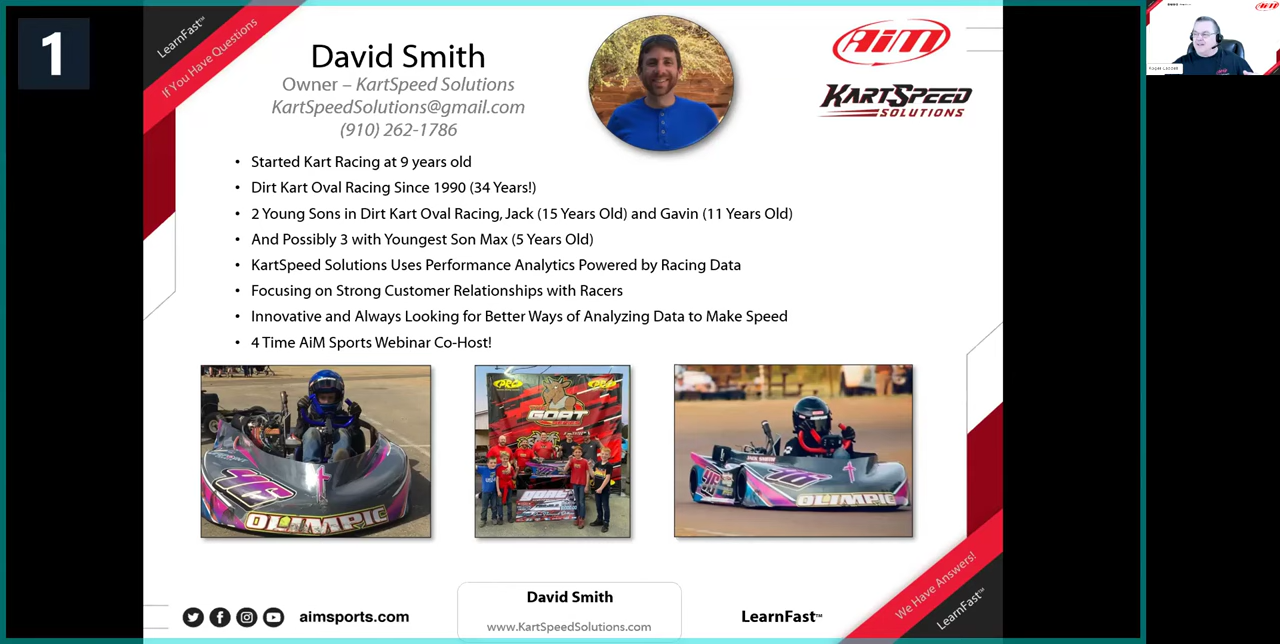 1
LearnFast™
If You Have Questions
David Smith
Owner – KartSpeed Solutions
KartSpeedSolutions@gmail.com
(910) 262-1786
AiM
KARTSPEED
SOLUTIONS
• Started Kart Racing at 9 years old
• Dirt Kart Oval Racing Since 1990 (34 Years!)
• 2 Young Sons in Dirt Kart Oval Racing, Jack (15 Years Old) and Gavin (11 Years Old)
• And Possibly 3 with Youngest Son Max (5 Years Old)
• KartSpeed Solutions Uses Performance Analytics Powered by Racing Data
• Focusing on Strong Customer Relationships with Racers
• Innovative and Always Looking for Better Ways of Analyzing Data to Make Speed
• 4 Time AiM Sports Webinar Co-Host!
46
OLIMPIC
GOAT
46
OLIMPIC
We Have Answers!
LearnFast™
aimsports.com
David Smith
www.KartSpeedSolutions.com
LearnFast™